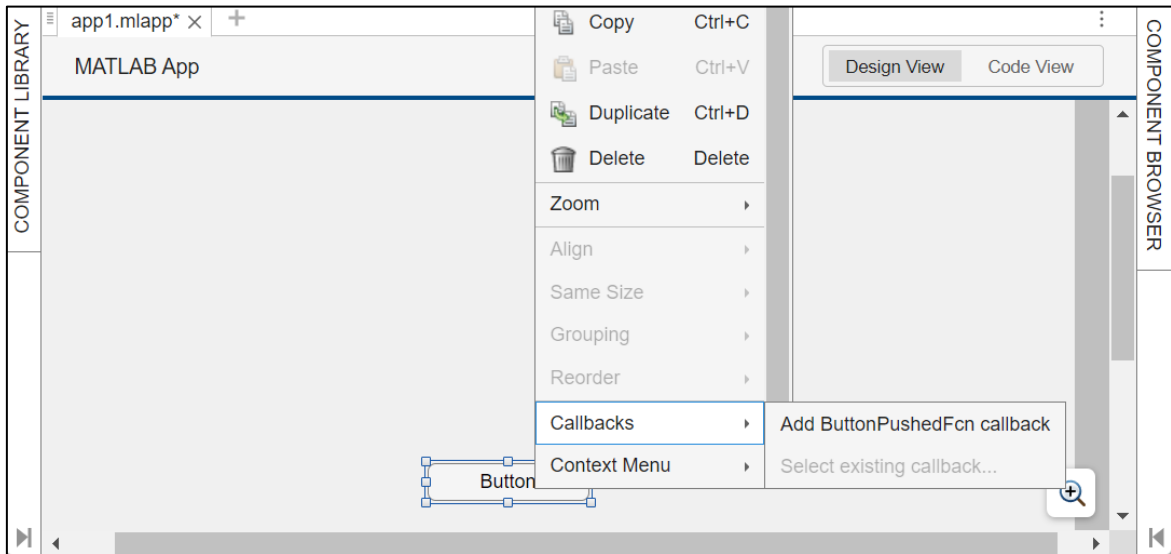 COMPONENT LIBRARY
app1.mlapp* × +
MATLAB App
Design View Code View
COMPONENT BROWSER
Copy Ctrl+C
Paste Ctrl+V
Duplicate Ctrl+D
Delete Delete
Zoom
Align
Same Size
Grouping
Reorder
Callbacks
Add ButtonPushedFcn callback
Context Menu
Select existing callback...
Button